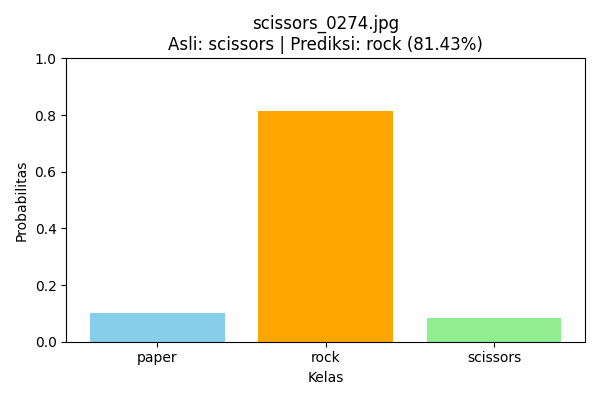 scissors_0274.jpg
Asli: scissors | Prediksi: rock (81.43%)
1.0
0.8
0.6
0.4
0.2
0.0
Probabilitas
paper
rock
scissors
Kelas